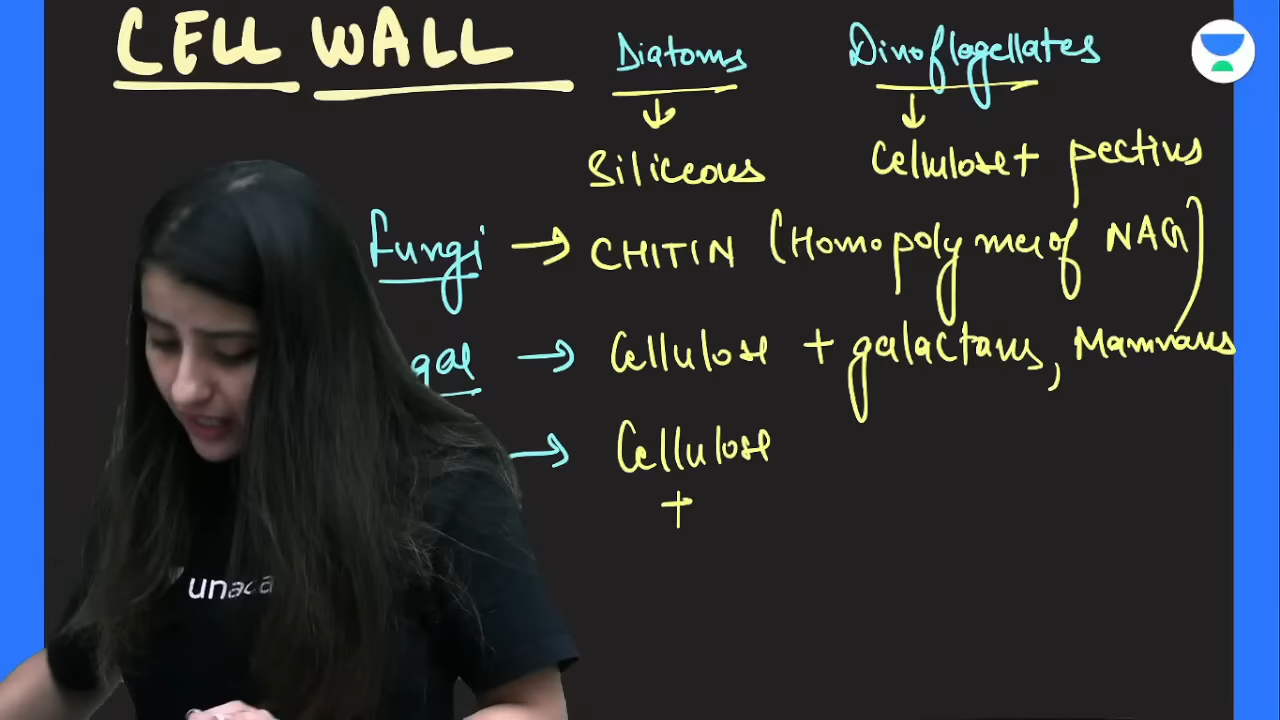 CELL WALL
Diatoms
Dinoflagellates
↓
↓
Siliceous
Cellulose + pectins
fungi → CHITIN (Homopolymer of NAG)
gae → Cellulose + galactans, Mannans
→ Cellulose
+
una